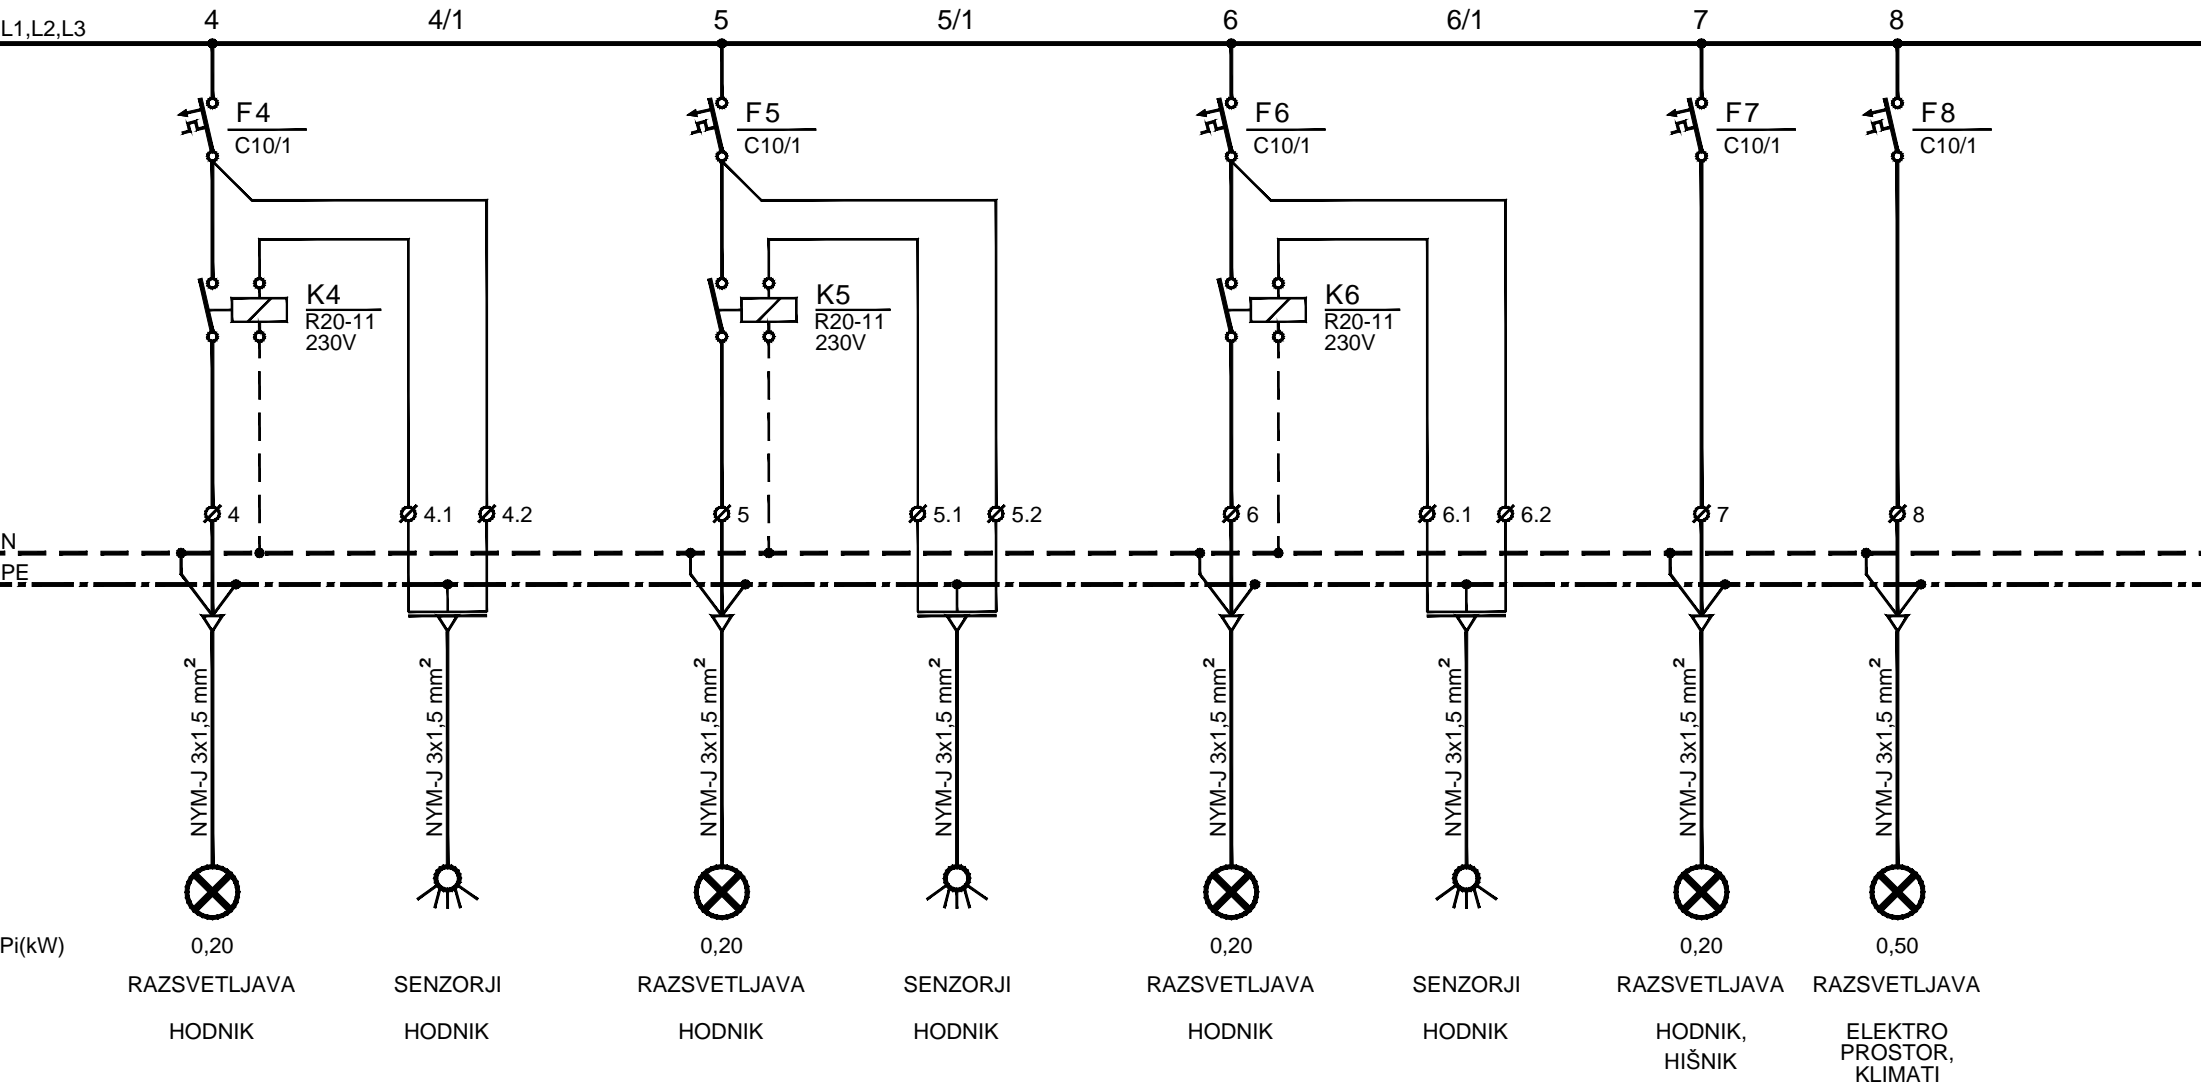 4 4/1 5 5/1 6 6/1 7 8
L1,L2,L3
F4 F5 F6 F7 F8
C10/1 C10/1 C10/1 C10/1 C10/1
K4 K5 K6
R20-11 R20-11 R20-11
230V 230V 230V
4 4.1 4.2 5 5.1 5.2 6 6.1 6.2 7 8
N
PE
NYM-J 3x1,5 mm²
NYM-J 3x1,5 mm²
NYM-J 3x1,5 mm²
NYM-J 3x1,5 mm²
NYM-J 3x1,5 mm²
NYM-J 3x1,5 mm²
NYM-J 3x1,5 mm²
NYM-J 3x1,5 mm²
Pi(kW) 0,20 0,20 0,20 0,20 0,50
RAZSVETLJAVA SENZORJI RAZSVETLJAVA SENZORJI RAZSVETLJAVA SENZORJI RAZSVETLJAVA RAZSVETLJAVA
HODNIK HODNIK HODNIK HODNIK HODNIK HODNIK HODNIK, ELEKTRO
PROSTOR,
HIŠNIK
KLIMATI